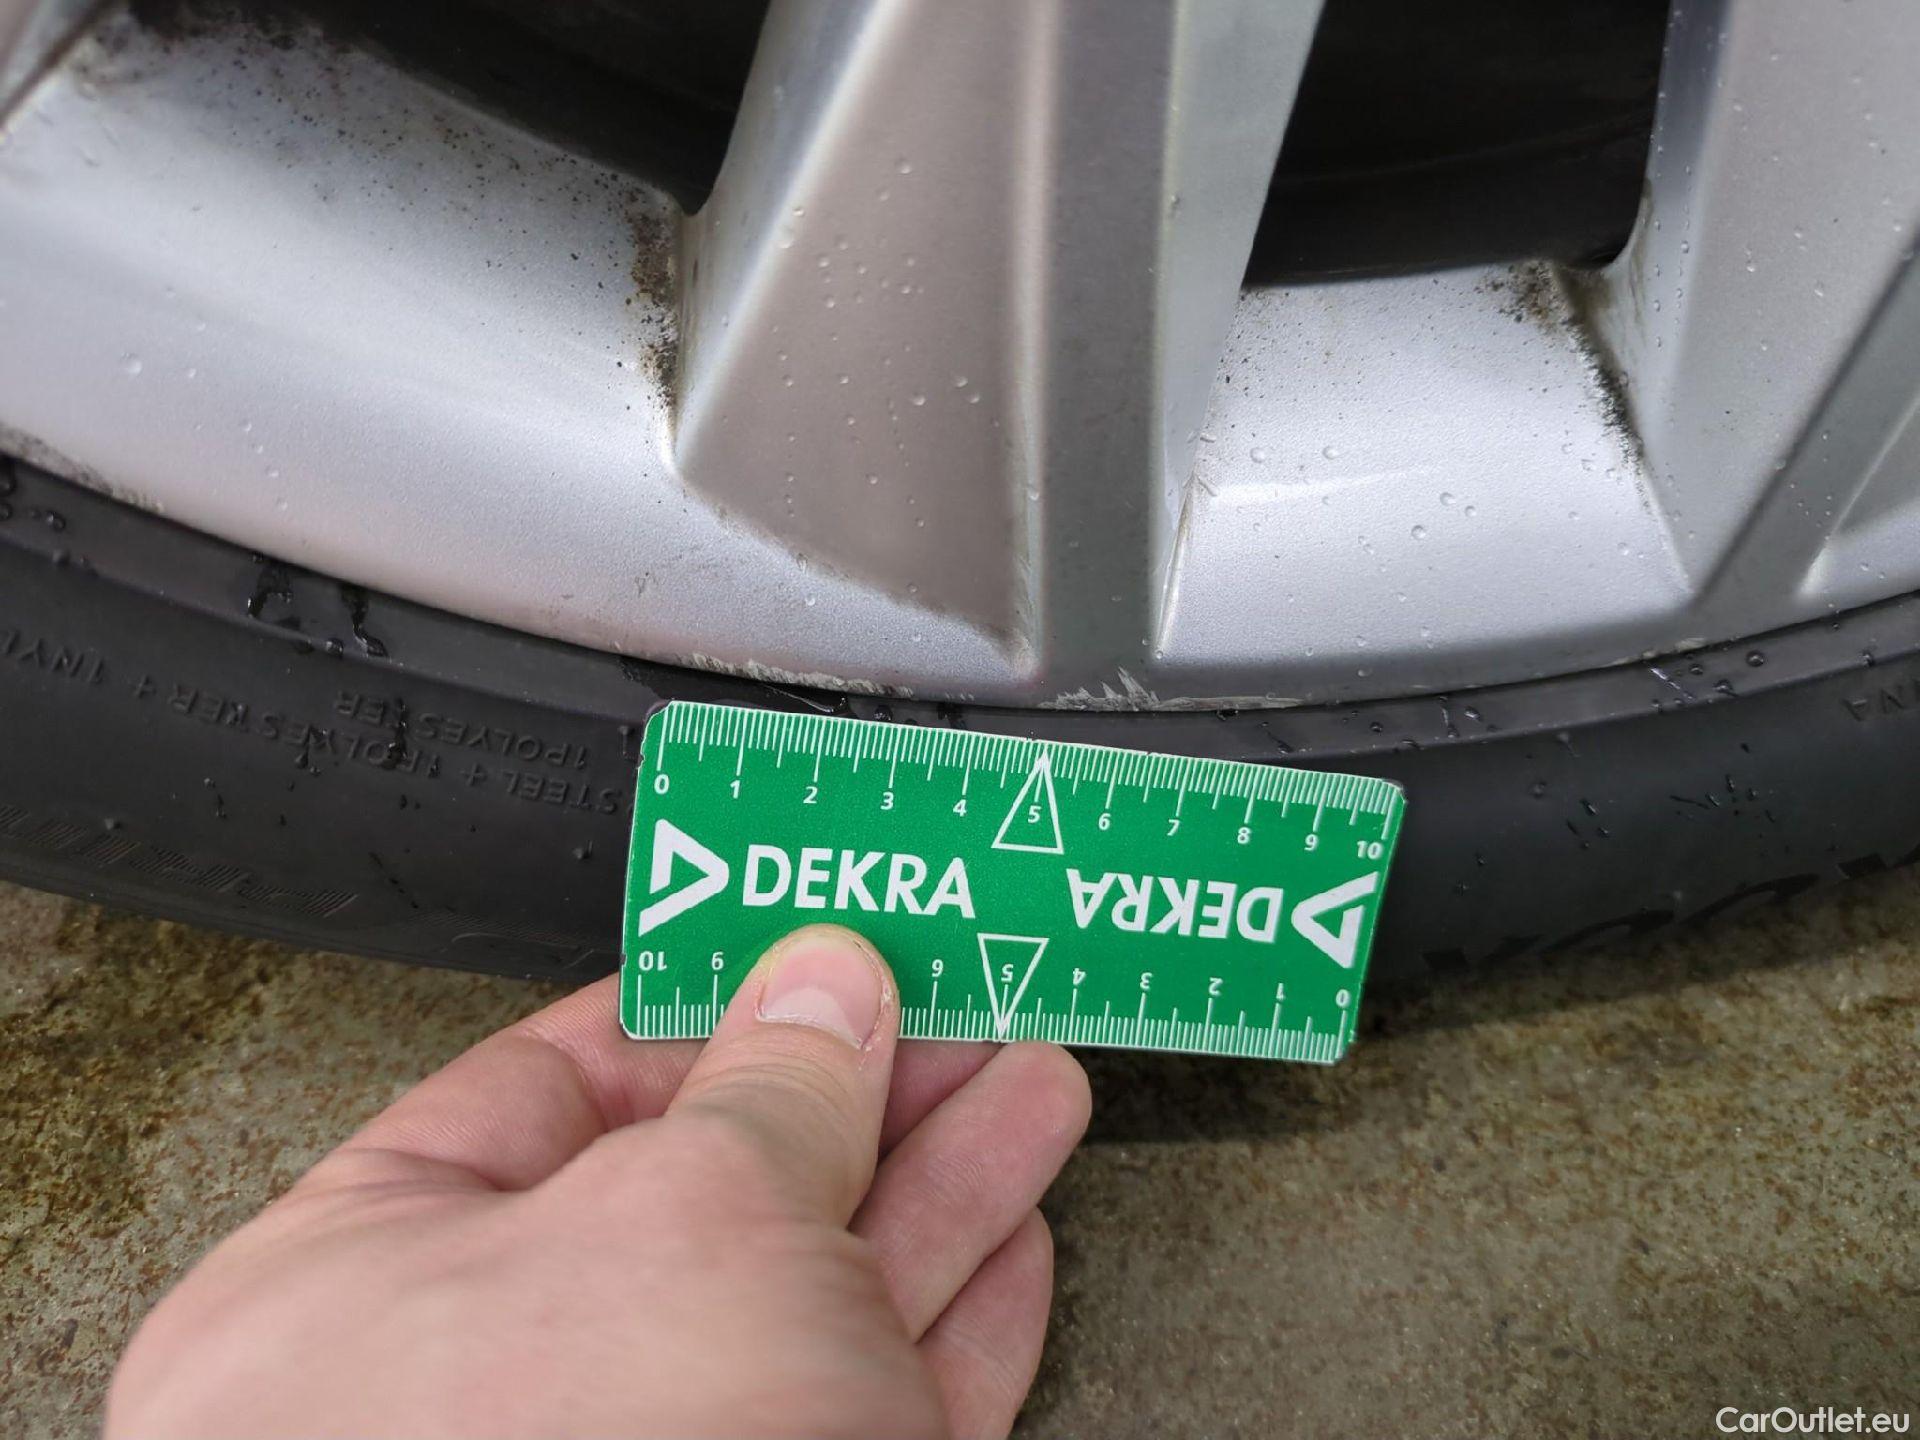 STEEL + 1POLYESTER + 1NYL
1POLYESTER
0 1 2 3 4 5 6 7 8 9 10
DEKRA DEKRA
10 9 6 5 4 3 2 1 0
CarOutlet.eu